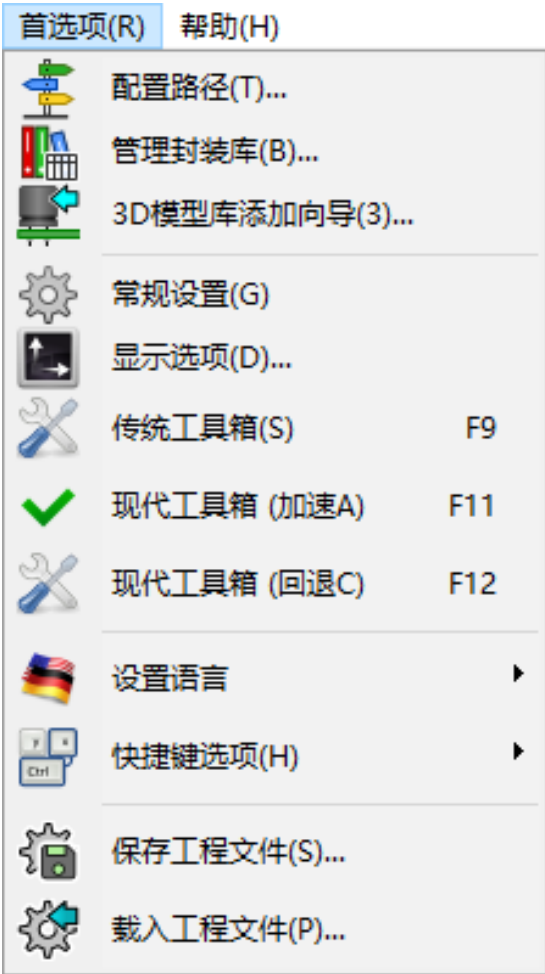 首选项(R) 帮助(H)
配置路径(T)...
管理封装库(B)...
3D模型库添加向导(3)...
常规设置(G)
显示选项(D)...
传统工具箱(S) F9
现代工具箱 (加速A) F11
现代工具箱 (回退C) F12
设置语言
y x
快捷键选项(H)
Ctrl
保存工程文件(S)...
载入工程文件(P)...